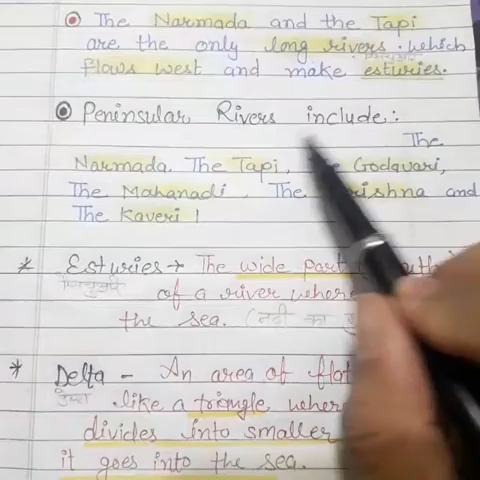 The Narmada and the Tapi
are the only long rivers. which
flows west and make esturies.
Peninsular Rivers include:
The
Narmada. The Tapi, Godavari,
The Mahanadi, The and
The Kaveri
* Esturies → The wide part
of a river where
the sea. (नदी का
* Delta - An area of flat
like a triangle
divides into smaller
it goes into the sea.